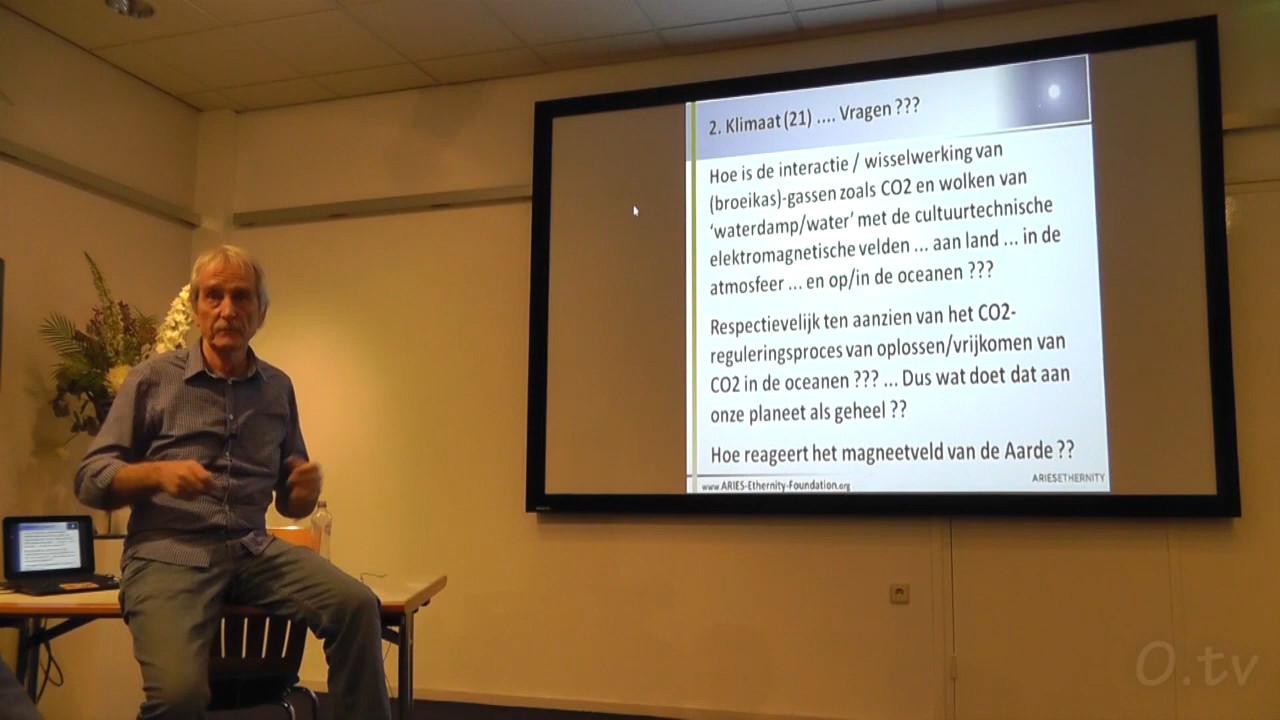 2. Klimaat (21) .... Vragen ???
Hoe is de interactie / wisselwerking van
(broeikas)-gassen zoals CO2 en wolken van
‘waterdamp/water’ met de cultuurtechnische
elektromagnetische velden ... aan land ... in de
atmosfeer ... en op/in de oceanen ???
Respectievelijk ten aanzien van het CO2-
reguleringsproces van oplossen/vrijkomen van
CO2 in de oceanen ??? ... Dus wat doet dat aan
onze planeet als geheel ??
Hoe reageert het magneetveld van de Aarde ??
www.ARIES-Ethernity-Foundation.org
ARIESETHERNITY
O.tv